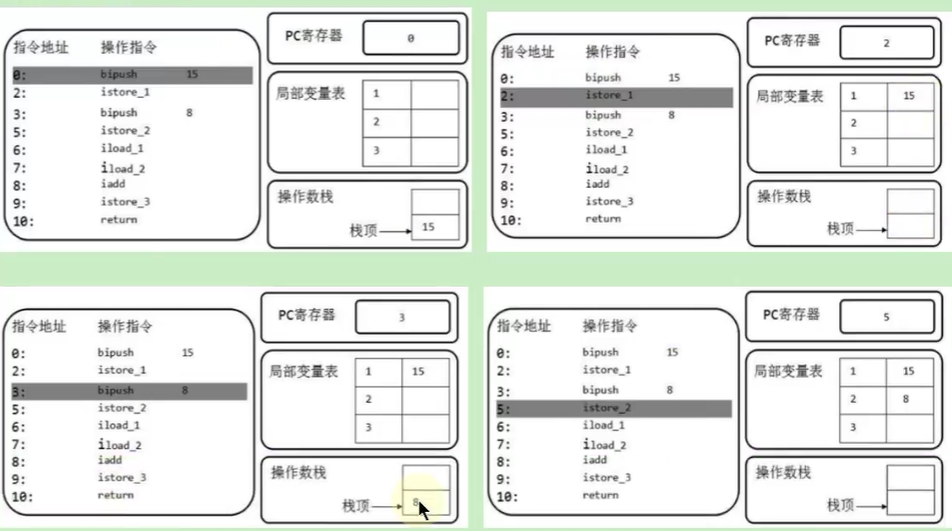 指令地址 操作指令
0: bipush 15
2: istore_1
3: bipush 8
5: istore_2
6: iload_1
7: iload_2
8: iadd
9: istore_3
10: return
PC寄存器 0
局部变量表
1
2
3
操作数栈
栈顶 15
指令地址 操作指令
0: bipush 15
2: istore_1
3: bipush 8
5: istore_2
6: iload_1
7: iload_2
8: iadd
9: istore_3
10: return
PC寄存器 2
局部变量表
1 15
2
3
操作数栈
栈顶
指令地址 操作指令
0: bipush 15
2: istore_1
3: bipush 8
5: istore_2
6: iload_1
7: iload_2
8: iadd
9: istore_3
10: return
PC寄存器 3
局部变量表
1 15
2
3
操作数栈
栈顶 8
指令地址 操作指令
0: bipush 15
2: istore_1
3: bipush 8
5: istore_2
6: iload_1
7: iload_2
8: iadd
9: istore_3
10: return
PC寄存器 5
局部变量表
1 15
2 8
3
操作数栈
栈顶